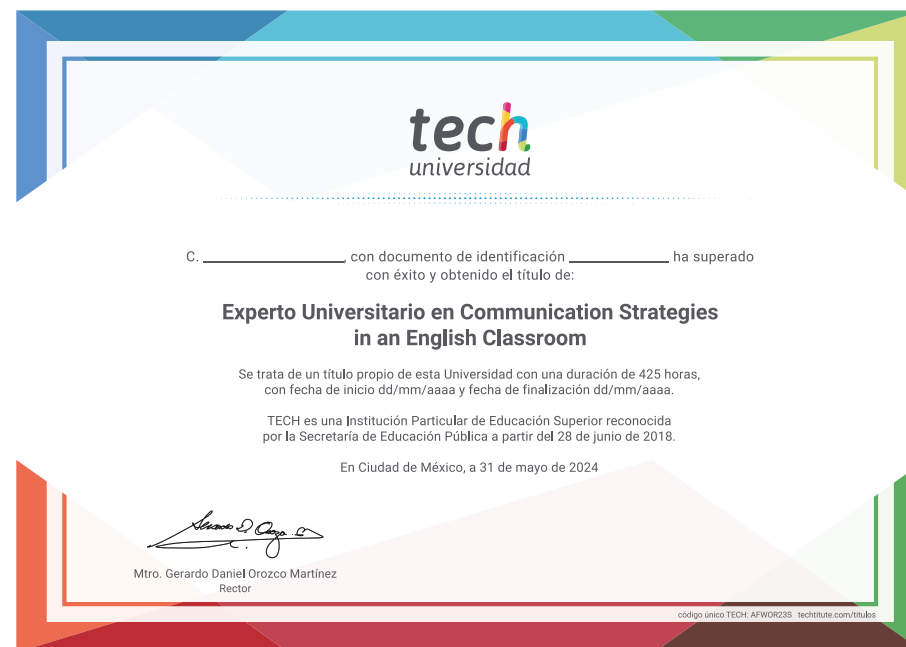 tech
universidad
C. ____________, con documento de identificación ____________ ha superado
con éxito y obtenido el título de:
Experto Universitario en Communication Strategies
in an English Classroom
Se trata de un título propio de esta Universidad con una duración de 425 horas,
con fecha de inicio dd/mm/aaaa y fecha de finalización dd/mm/aaaa.
TECH es una Institución Particular de Educación Superior reconocida
por la Secretaría de Educación Pública a partir del 28 de junio de 2018.
En Ciudad de México, a 31 de mayo de 2024
Mtro. Gerardo Daniel Orozco Martínez
Rector
código único TECH: AFWOR23S techtitute.com/titulos